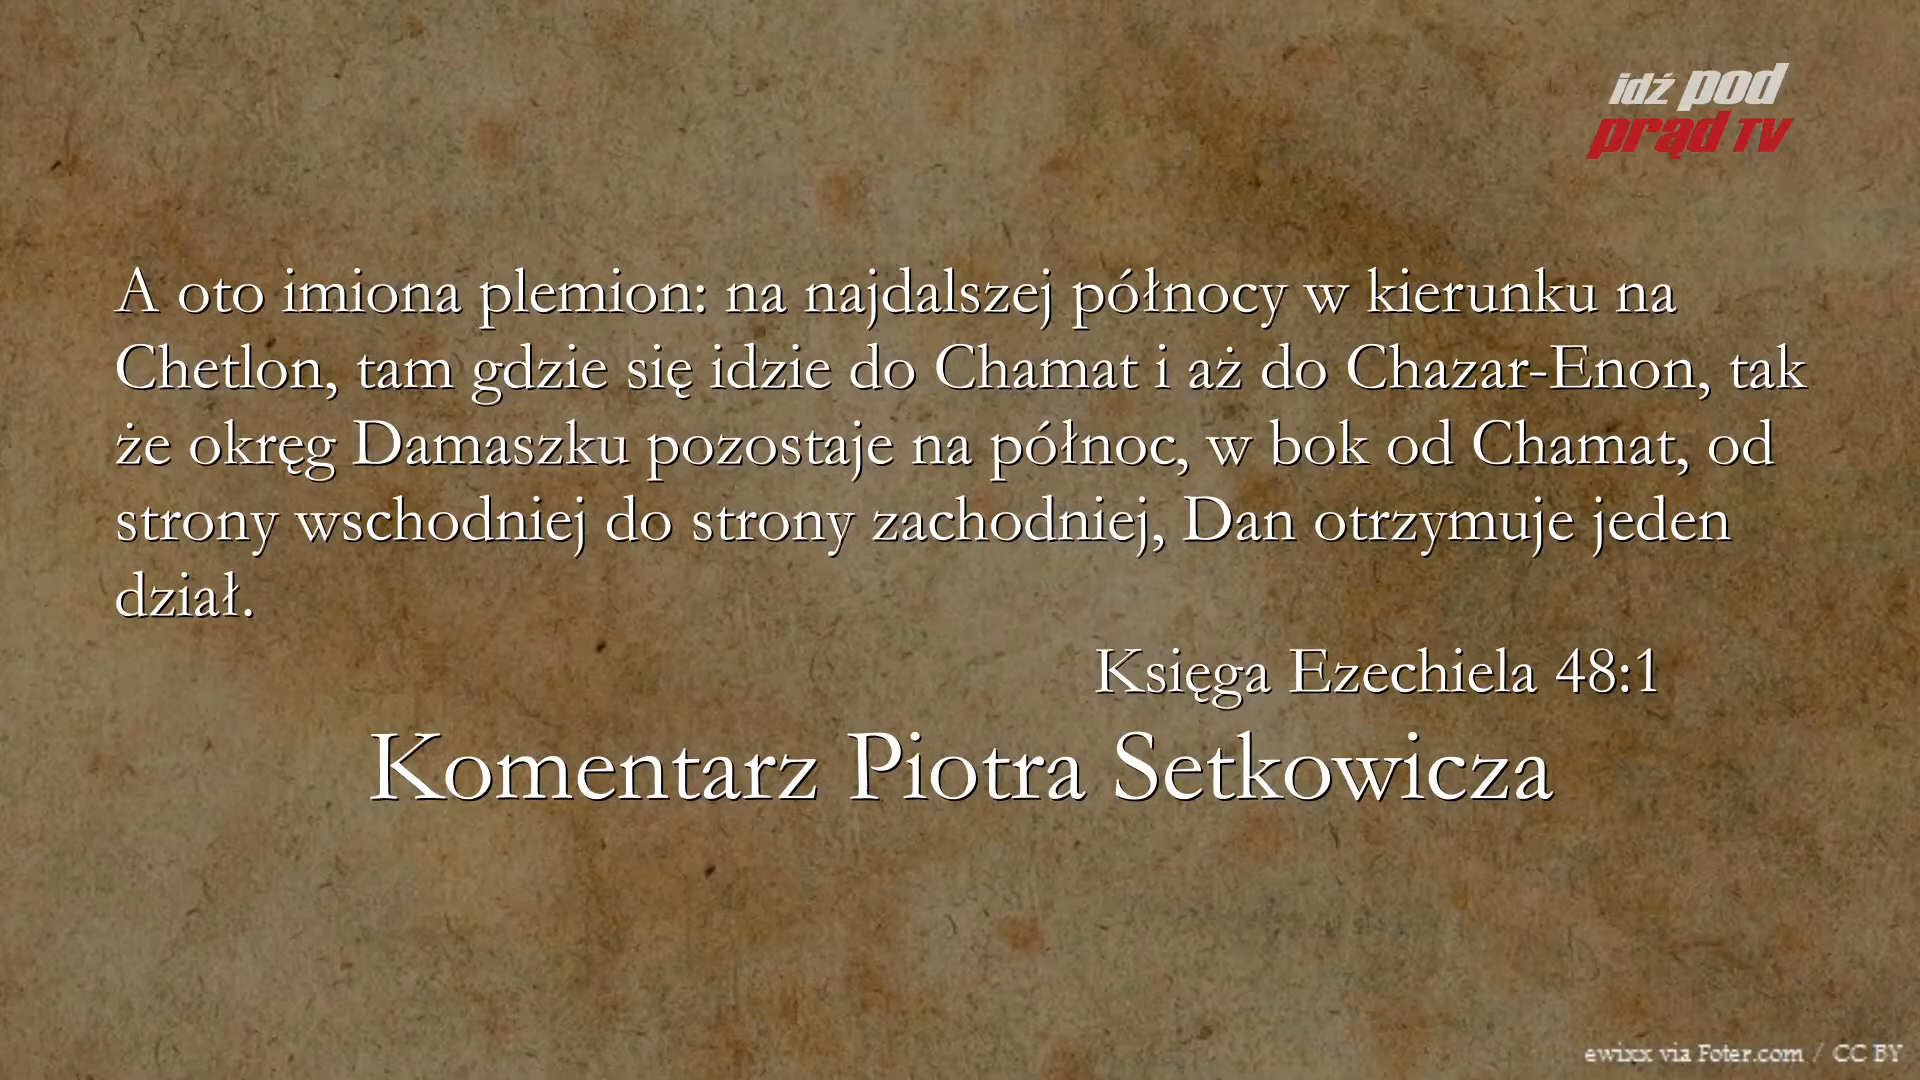 idź pod
prąd TV
A oto imiona plemion: na najdalszej północy w kierunku na
Chetlon, tam gdzie się idzie do Chamat i aż do Chazar-Enon, tak
że okręg Damaszku pozostaje na północ, w bok od Chamat, od
strony wschodniej do strony zachodniej, Dan otrzymuje jeden
dział.
Księga Ezechiela 48:1
Komentarz Piotra Setkowicza
ewixx via Foter.com / CC BY